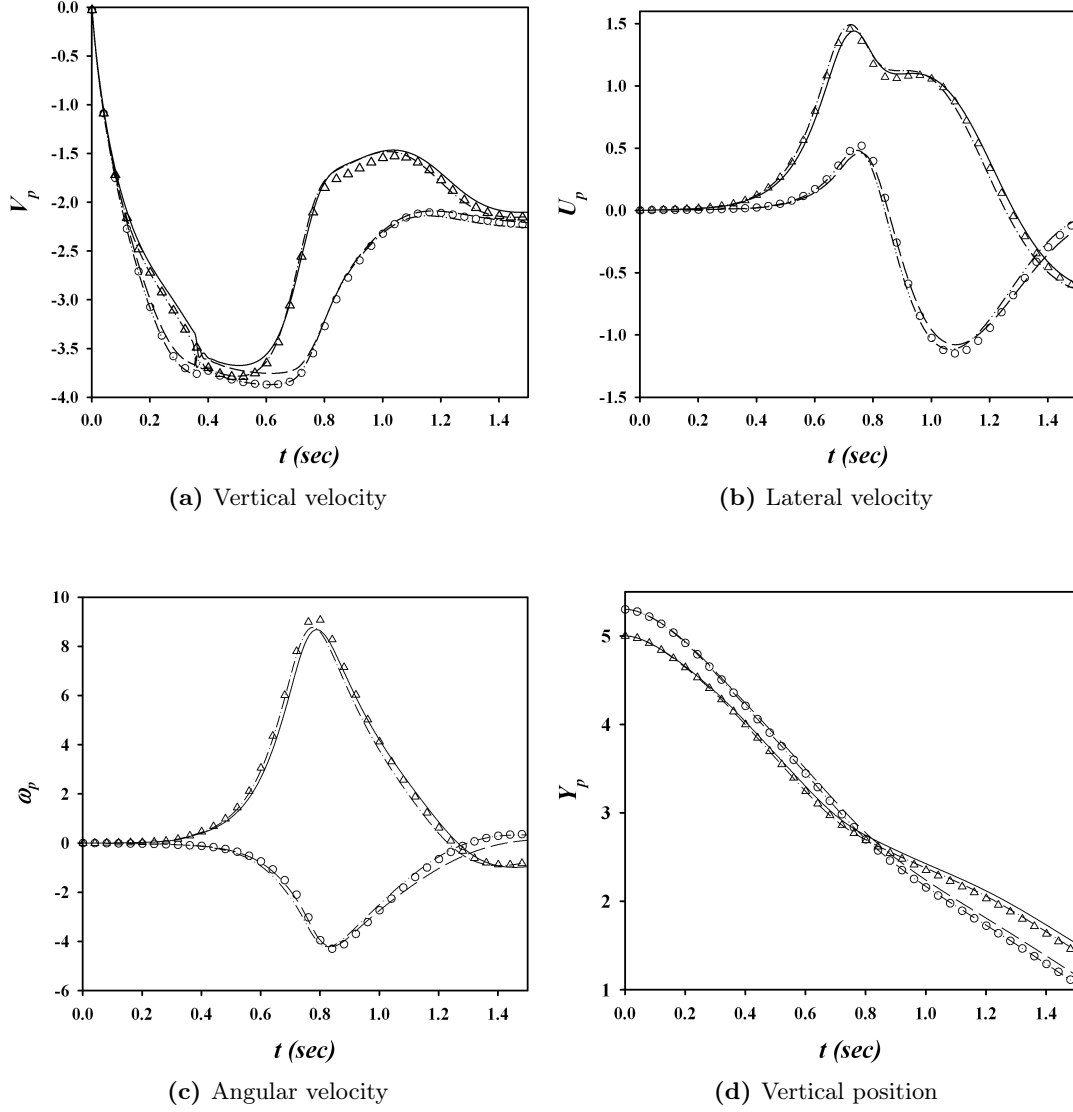 0.0
-0.5
-1.0
-1.5
-2.0
-2.5
-3.0
-3.5
-4.0
V_p
0.0 0.2 0.4 0.6 0.8 1.0 1.2 1.4
t (sec)
(a) Vertical velocity
1.5
1.0
0.5
0.0
-0.5
-1.0
-1.5
U_p
0.0 0.2 0.4 0.6 0.8 1.0 1.2 1.4
t (sec)
(b) Lateral velocity
10
8
6
4
2
0
-2
-4
-6
ω_p
0.0 0.2 0.4 0.6 0.8 1.0 1.2 1.4
t (sec)
(c) Angular velocity
5
4
3
2
1
Y_p
0.0 0.2 0.4 0.6 0.8 1.0 1.2 1.4
t (sec)
(d) Vertical position